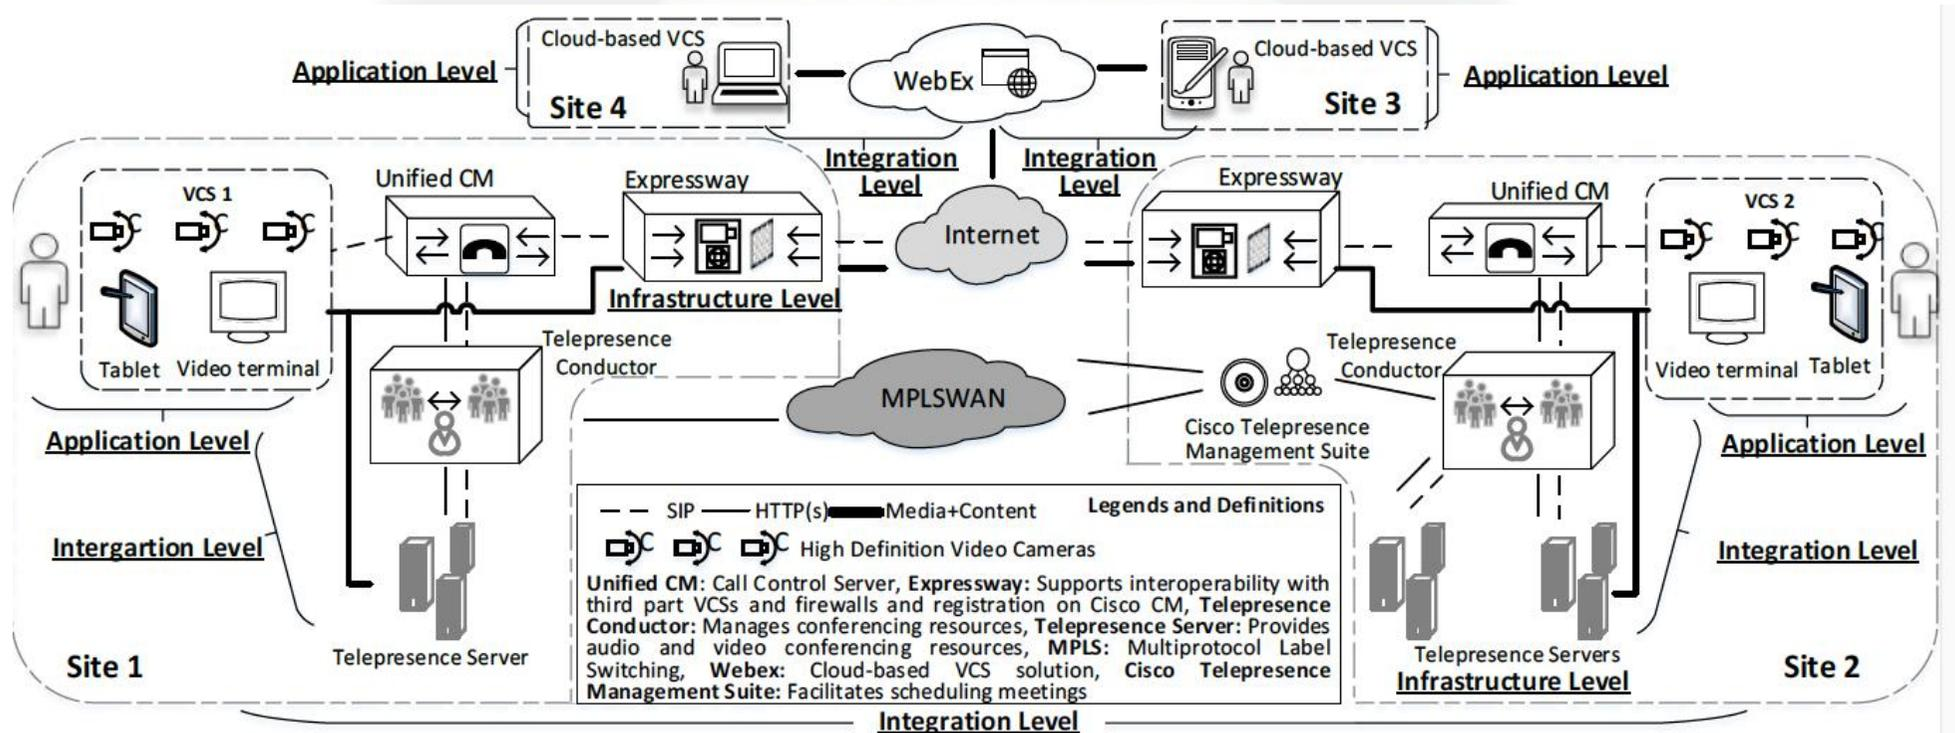 Cloud-based VCS
Application Level
Site 4
WebEx
Cloud-based VCS
Site 3
Application Level
Integration
Level
Integration
Level
VCS 1
Unified CM
Expressway
Internet
Expressway
Unified CM
VCS 2
Infrastructure Level
Tablet
Video terminal
Telepresence
Conductor
MPLSWAN
Telepresence
Conductor
Video terminal
Tablet
Cisco Telepresence
Management Suite
Application Level
Application Level
Intergartion Level
Integration Level
Telepresence Server
Site 1
Legends and Definitions
SIP
HTTP(s)
Media+Content
C C C High Definition Video Cameras
Unified CM: Call Control Server, Expressway: Supports interoperability with
third part VCSs and firewalls and registration on Cisco CM, Telepresence
Conductor: Manages conferencing resources, Telepresence Server: Provides
audio and video conferencing resources, MPLS: Multiprotocol Label
Switching, Webex: Cloud-based VCS solution, Cisco Telepresence
Management Suite: Facilitates scheduling meetings
Telepresence Servers
Infrastructure Level
Site 2
Integration Level